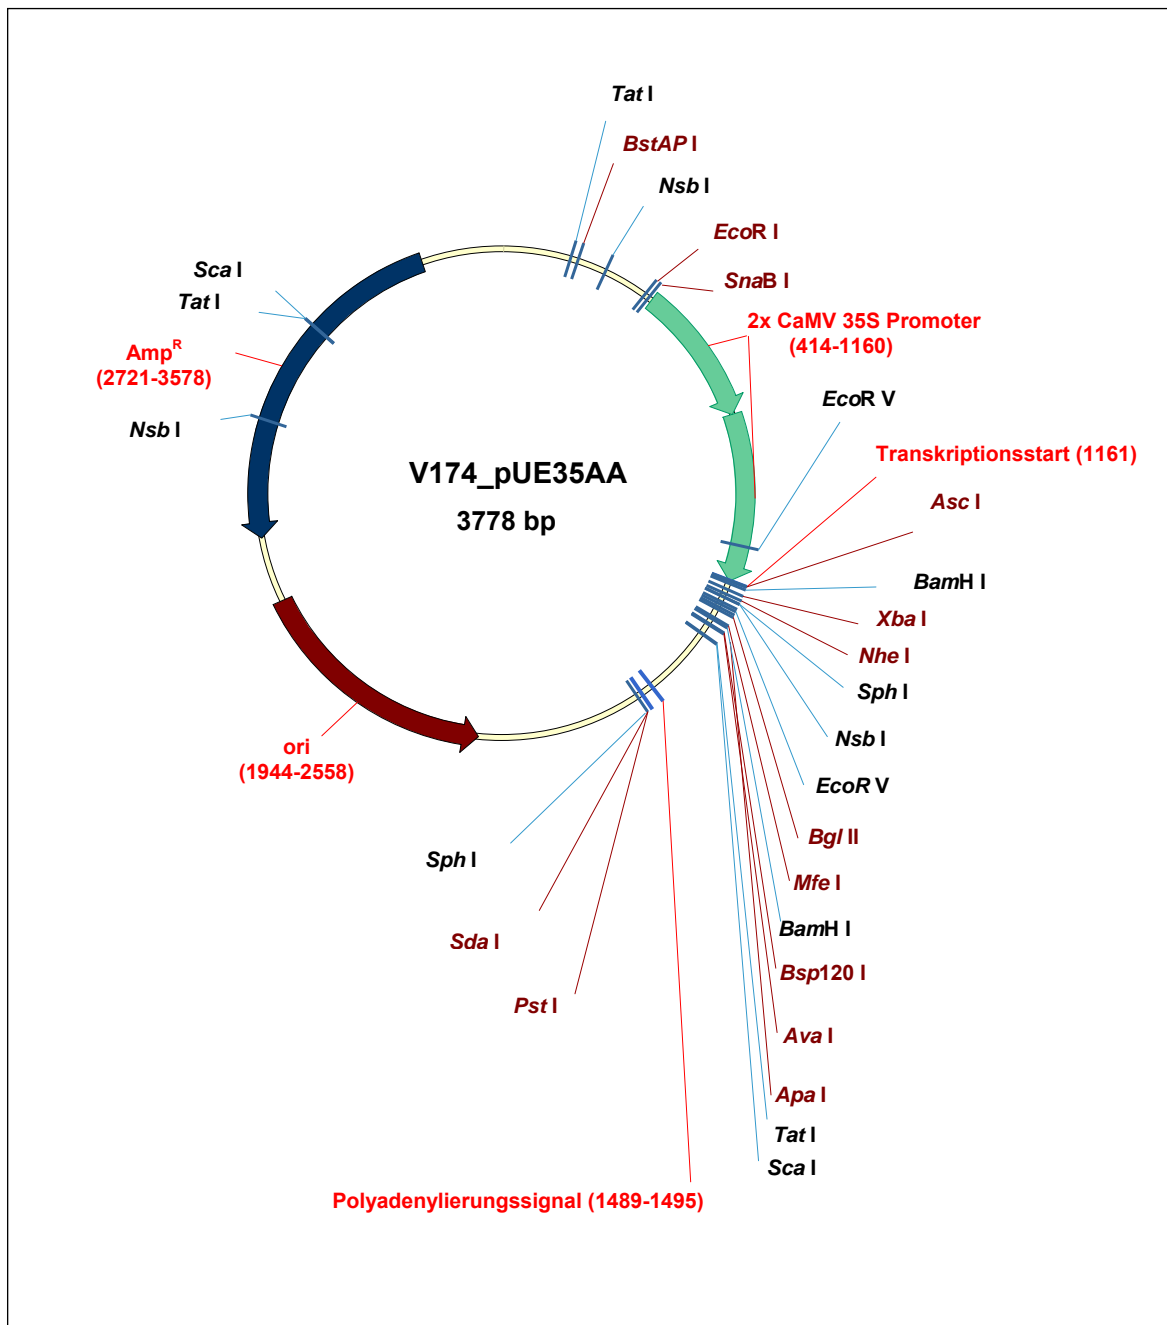 Tat I
BstAP I
Nsb I
EcoR I
SnaB I
2x CaMV 35S Promoter
(414-1160)
EcoR V
Transkriptionsstart (1161)
Asc I
BamH I
Xba I
Nhe I
Sph I
Nsb I
EcoR V
Bgl II
Mfe I
BamH I
Bsp120 I
Ava I
Apa I
Tat I
Sca I
Polyadenylierungssignal (1489-1495)
Pst I
Sda I
Sph I
ori
(1944-2558)
Nsb I
AmpR
(2721-3578)
Tat I
Sca I
V174_pUE35AA
3778 bp